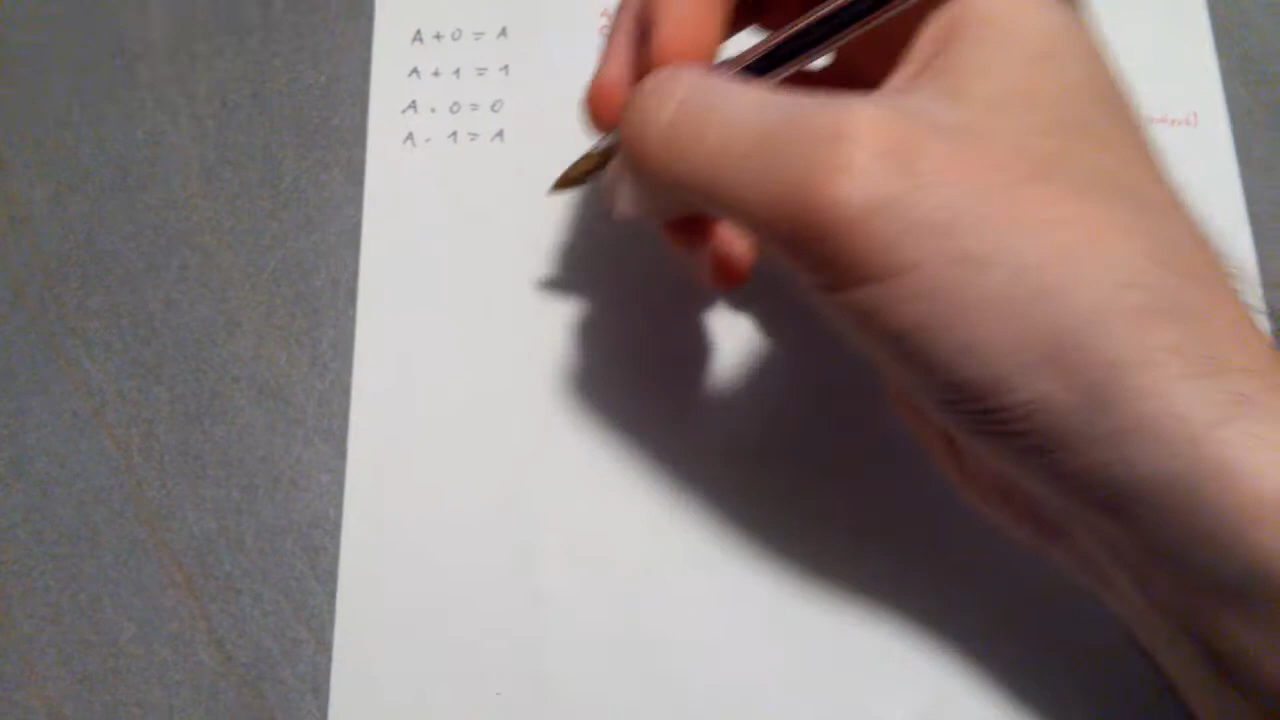 A + 0 = A
A + 1 = 1
A . 0 = 0
A . 1 = A